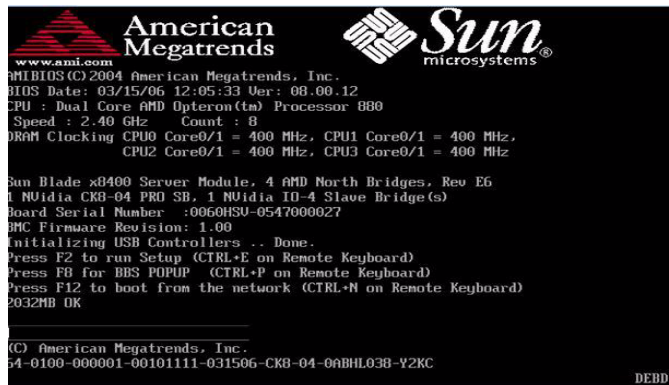 American
Megatrends
www.ami.com
Sun
microsystems
AMIBIOS(C)2004 American Megatrends, Inc.
BIOS Date: 03/15/06 12:05:33 Ver: 08.00.12
CPU : Dual Core AMD Opteron(tm) Processor 880
Speed : 2.40 GHz Count : 8
DRAM Clocking CPU0 Core0/1 = 400 MHz, CPU1 Core0/1 = 400 MHz,
CPU2 Core0/1 = 400 MHz, CPU3 Core0/1 = 400 MHz
Sun Blade x8400 Server Module, 4 AMD North Bridges, Rev E6
1 NVidia CK8-04 PRO SB, 1 NVidia IO-4 Slave Bridge(s)
Board Serial Number :0060HSV-0547000027
BMC Firmware Revision: 1.00
Initializing USB Controllers .. Done.
Press F2 to run Setup (CTRL+E on Remote Keyboard)
Press F8 for BBS POPUP (CTRL+P on Remote Keyboard)
Press F12 to boot from the network (CTRL+N on Remote Keyboard)
2032MB OK
(C) American Megatrends, Inc.
64-0100-000001-00101111-031506-CK8-04-0ABHL038-Y2KC
DEBD